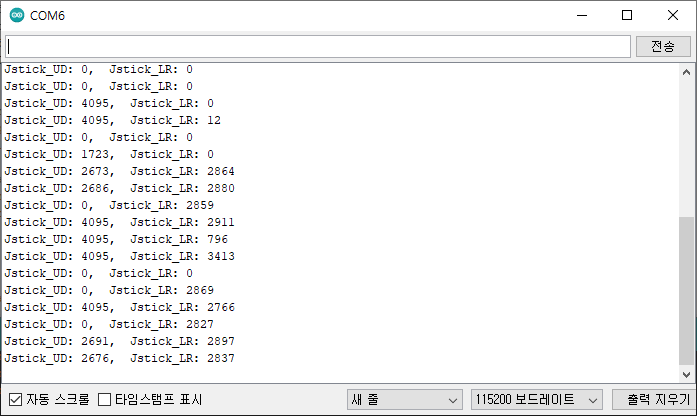 COM6
전송
Jstick_UD: 0,  Jstick_LR: 0
Jstick_UD: 0,  Jstick_LR: 0
Jstick_UD: 4095,  Jstick_LR: 0
Jstick_UD: 4095,  Jstick_LR: 12
Jstick_UD: 0,  Jstick_LR: 0
Jstick_UD: 1723,  Jstick_LR: 0
Jstick_UD: 2673,  Jstick_LR: 2864
Jstick_UD: 2686,  Jstick_LR: 2880
Jstick_UD: 0,  Jstick_LR: 2859
Jstick_UD: 4095,  Jstick_LR: 2911
Jstick_UD: 4095,  Jstick_LR: 796
Jstick_UD: 4095,  Jstick_LR: 3413
Jstick_UD: 0,  Jstick_LR: 0
Jstick_UD: 0,  Jstick_LR: 2869
Jstick_UD: 4095,  Jstick_LR: 2766
Jstick_UD: 0,  Jstick_LR: 2827
Jstick_UD: 2691,  Jstick_LR: 2897
Jstick_UD: 2676,  Jstick_LR: 2837
자동 스크롤 타임스탬프 표시 새 줄 115200 보드레이트 출력 지우기